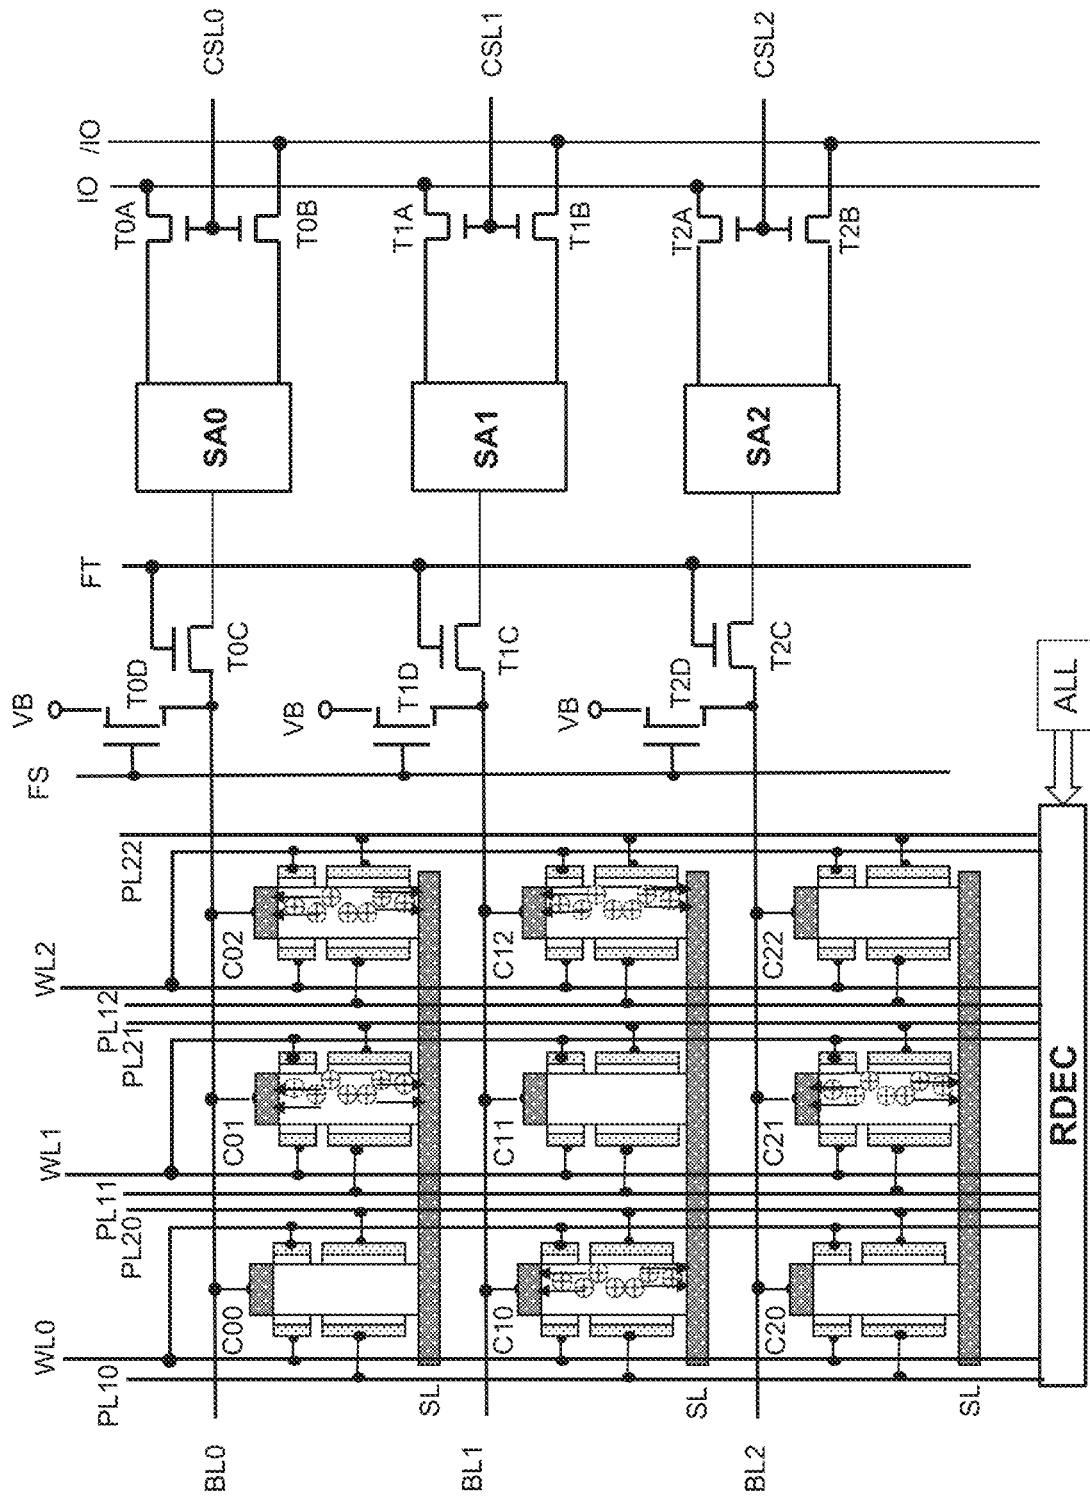 CSL0
CSL1
CSL2
/IO
IO
T0A
T0B
T1A
T1B
T2A
T2B
SA0
SA1
SA2
FT
T0C
T1C
T2C
T0D
T1D
T2D
VB
VB
VB
FS
ALL
RDEC
PL22
WL2
PL12
PL21
WL1
PL11
PL20
WL0
PL10
C02
C12
C22
C01
C11
C21
C00
C10
C20
SL
SL
SL
BL0
BL1
BL2